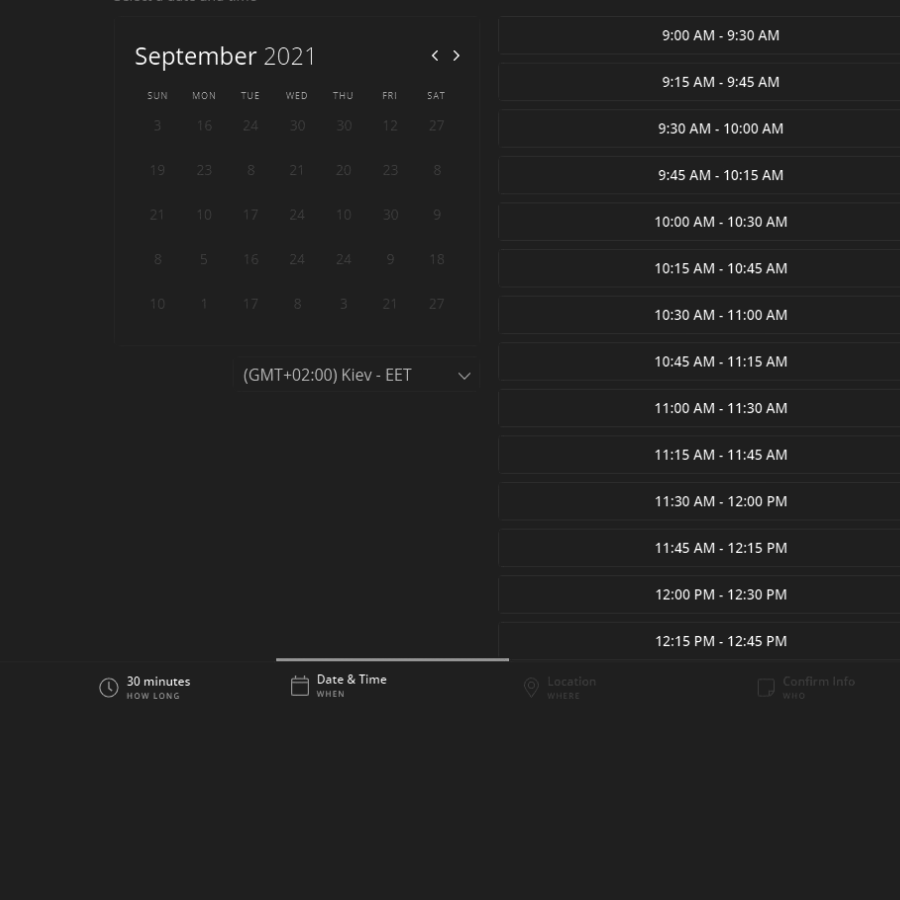 September 2021
SUN MON TUE WED THU FRI SAT
3 16 24 30 30 12 27
19 23 8 21 20 23 8
21 10 17 24 10 30 9
8 5 16 24 24 9 18
10 1 17 8 3 21 27
(GMT+02:00) Kiev - EET
9:00 AM - 9:30 AM
9:15 AM - 9:45 AM
9:30 AM - 10:00 AM
9:45 AM - 10:15 AM
10:00 AM - 10:30 AM
10:15 AM - 10:45 AM
10:30 AM - 11:00 AM
10:45 AM - 11:15 AM
11:00 AM - 11:30 AM
11:15 AM - 11:45 AM
11:30 AM - 12:00 PM
11:45 AM - 12:15 PM
12:00 PM - 12:30 PM
12:15 PM - 12:45 PM
30 minutes
HOW LONG
Date & Time
WHEN
Location
WHERE
Confirm Info
WHO